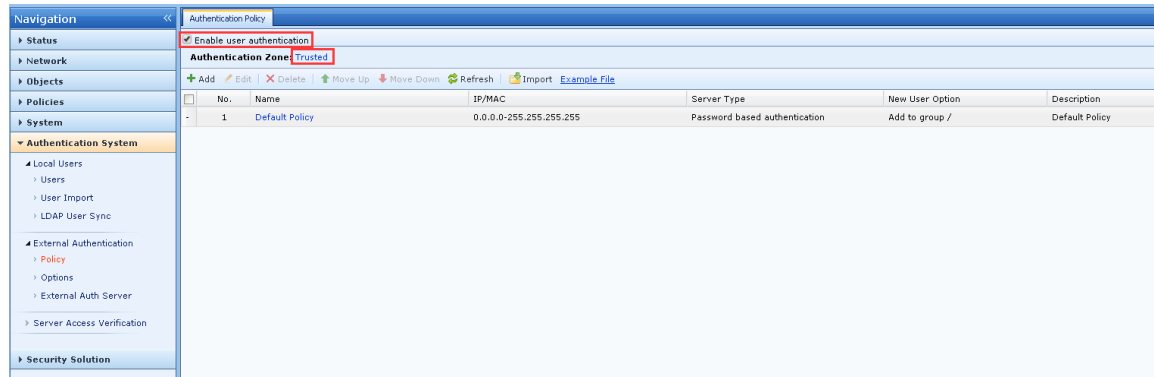 Navigation
Authentication Policy
Status
Enable user authentication
Network
Authentication Zone: Trusted
Objects
Add Edit Delete Move Up Move Down Refresh Import Example File
Policies
No. Name IP/MAC Server Type New User Option Description
System
- 1 Default Policy 0.0.0.0-255.255.255.255 Password based authentication Add to group / Default Policy
Authentication System
Local Users
Users
User Import
LDAP User Sync
External Authentication
Policy
Options
External Auth Server
Server Access Verification
Security Solution